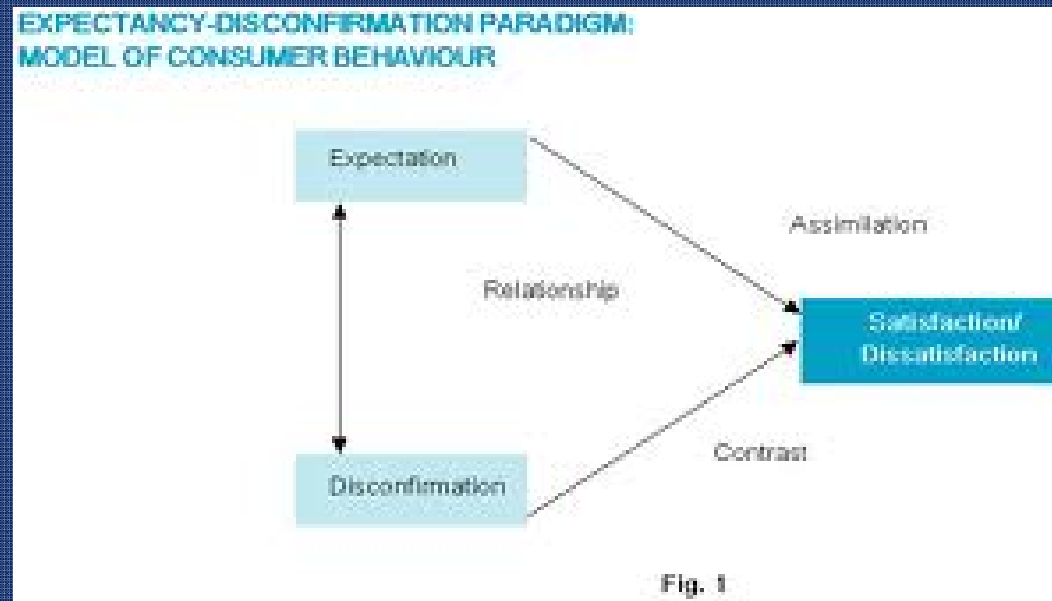 EXPECTANCY-DISCONFIRMATION PARADIGM:
MODEL OF CONSUMER BEHAVIOUR
Expectation
Assimilation
Relationship
Satisfaction/
Dissatisfaction
Contrast
Disconfirmation
Fig. 1